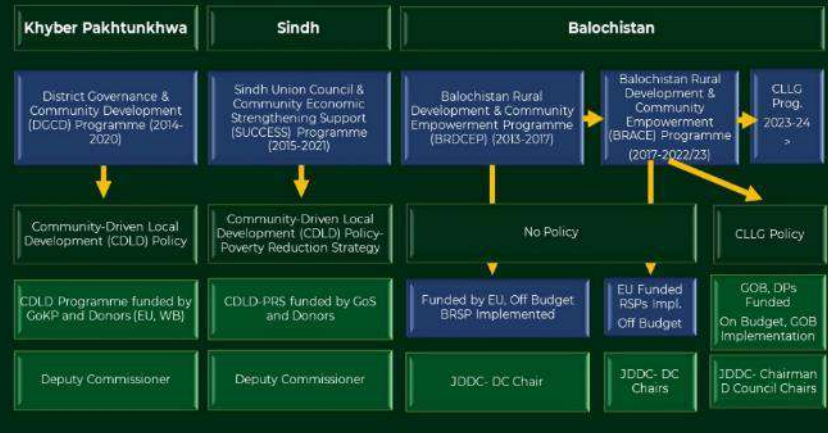 Khyber Pakhtunkhwa
Sindh
Balochistan
District Governance &
Community Development
(DGCD) Programme (2014-
2020)
Sindh Union Council &
Community Economic
Strengthening Support
(SUCCESS) Programme
(2015-2021)
Balochistan Rural
Development & Community
Empowerment Programme
(BRDCEP) (2013-2017)
Balochistan Rural
Development &
Community
Empowerment
(BRACE) Programme
(2017-2022/23)
CLLG
Prog.
2023-24
>
Community-Driven Local
Development (CDLD) Policy
Community-Driven Local
Development (CDLD) Policy-
Poverty Reduction Strategy
No Policy
CLLG Policy
CDLD Programme funded by
GoKP and Donors (EU, WB)
CDLD-PRS funded by GoS
and Donors
Funded by EU, Off Budget
BRSP Implemented
EU Funded
RSPs Impl.
Off Budget
GOB, DPs
Funded
On Budget, GOB
Implementation
Deputy Commissioner
Deputy Commissioner
JDDC- DC Chair
JDDC- DC
Chairs
JDDC- Chairman
D Council Chairs